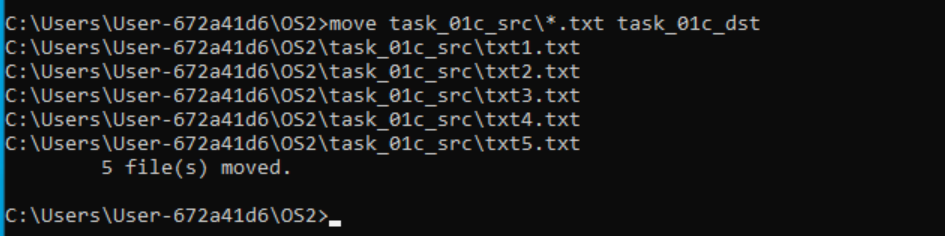 C:\Users\User-672a41d6\OS2>move task_01c_src\*.txt task_01c_dst
C:\Users\User-672a41d6\OS2\task_01c_src\txt1.txt
C:\Users\User-672a41d6\OS2\task_01c_src\txt2.txt
C:\Users\User-672a41d6\OS2\task_01c_src\txt3.txt
C:\Users\User-672a41d6\OS2\task_01c_src\txt4.txt
C:\Users\User-672a41d6\OS2\task_01c_src\txt5.txt
        5 file(s) moved.

C:\Users\User-672a41d6\OS2>